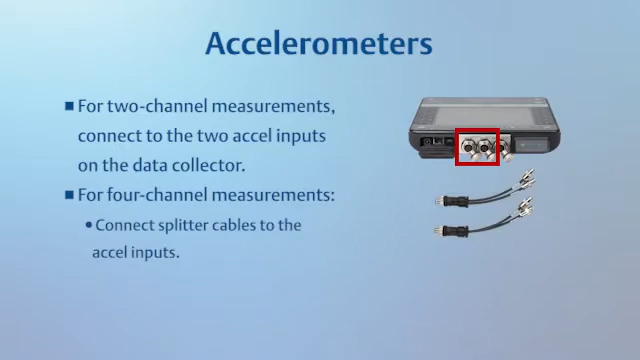 Accelerometers
■ For two-channel measurements,
connect to the two accel inputs
on the data collector.
■ For four-channel measurements:
• Connect splitter cables to the
accel inputs.